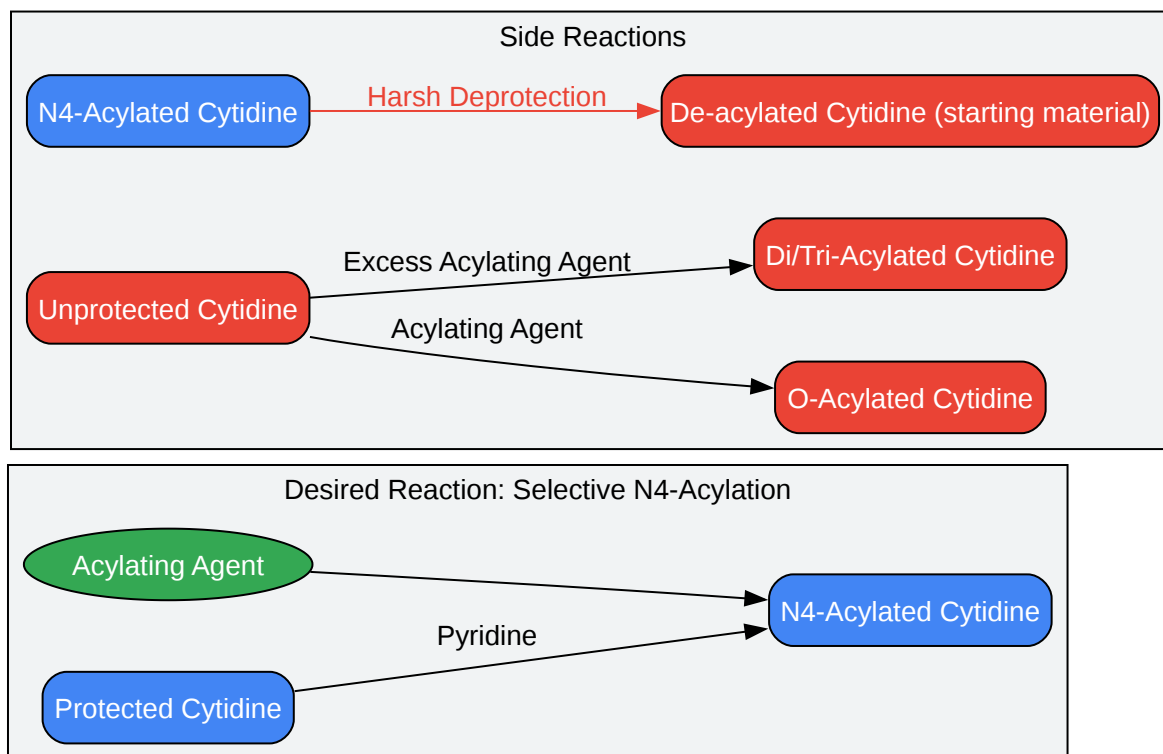 Side Reactions
N4-Acylated Cytidine
Harsh Deprotection
De-acylated Cytidine (starting material)
Unprotected Cytidine
Excess Acylating Agent
Di/Tri-Acylated Cytidine
Acylating Agent
O-Acylated Cytidine
Desired Reaction: Selective N4-Acylation
Acylating Agent
N4-Acylated Cytidine
Pyridine
Protected Cytidine